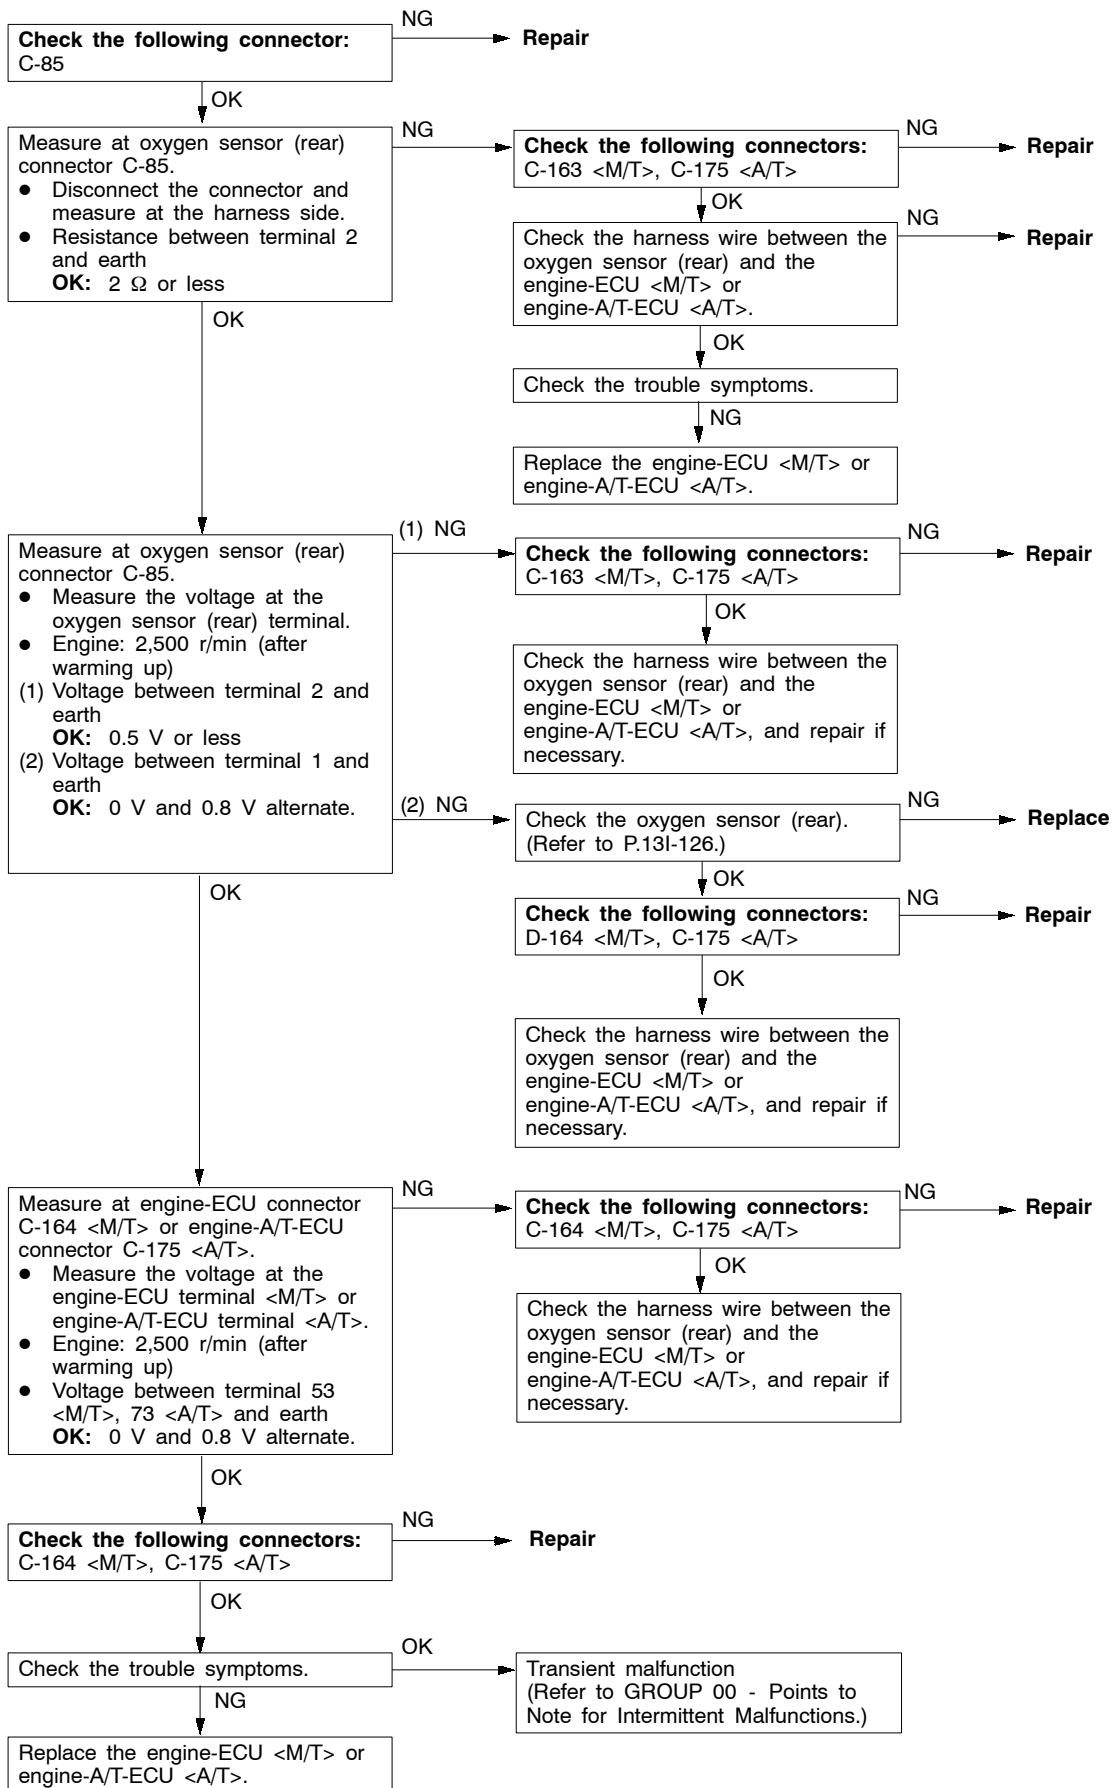 Check the following connector:
C-85
NG
Repair
OK
Measure at oxygen sensor (rear)
connector C-85.
● Disconnect the connector and
measure at the harness side.
● Resistance between terminal 2
and earth
OK: 2 Ω or less
NG
Check the following connectors:
C-163 <M/T>, C-175 <A/T>
NG
Repair
OK
Check the harness wire between the
oxygen sensor (rear) and the
engine-ECU <M/T> or
engine-A/T-ECU <A/T>.
NG
Repair
OK
Check the trouble symptoms.
NG
Replace the engine-ECU <M/T> or
engine-A/T-ECU <A/T>.
OK
Measure at oxygen sensor (rear)
connector C-85.
● Measure the voltage at the
oxygen sensor (rear) terminal.
● Engine: 2,500 r/min (after
warming up)
(1) Voltage between terminal 2 and
earth
OK: 0.5 V or less
(2) Voltage between terminal 1 and
earth
OK: 0 V and 0.8 V alternate.
(1) NG
Check the following connectors:
C-163 <M/T>, C-175 <A/T>
NG
Repair
OK
Check the harness wire between the
oxygen sensor (rear) and the
engine-ECU <M/T> or
engine-A/T-ECU <A/T>, and repair if
necessary.
(2) NG
Check the oxygen sensor (rear).
(Refer to P.13I-126.)
NG
Replace
OK
Check the following connectors:
D-164 <M/T>, C-175 <A/T>
NG
Repair
OK
Check the harness wire between the
oxygen sensor (rear) and the
engine-ECU <M/T> or
engine-A/T-ECU <A/T>, and repair if
necessary.
OK
Measure at engine-ECU connector
C-164 <M/T> or engine-A/T-ECU
connector C-175 <A/T>.
● Measure the voltage at the
engine-ECU terminal <M/T> or
engine-A/T-ECU terminal <A/T>.
● Engine: 2,500 r/min (after
warming up)
● Voltage between terminal 53
<M/T>, 73 <A/T> and earth
OK: 0 V and 0.8 V alternate.
NG
Check the following connectors:
C-164 <M/T>, C-175 <A/T>
NG
Repair
OK
Check the harness wire between the
oxygen sensor (rear) and the
engine-ECU <M/T> or
engine-A/T-ECU <A/T>, and repair if
necessary.
OK
Check the following connectors:
C-164 <M/T>, C-175 <A/T>
NG
Repair
OK
Check the trouble symptoms.
OK
Transient malfunction
(Refer to GROUP 00 - Points to
Note for Intermittent Malfunctions.)
NG
Replace the engine-ECU <M/T> or
engine-A/T-ECU <A/T>.